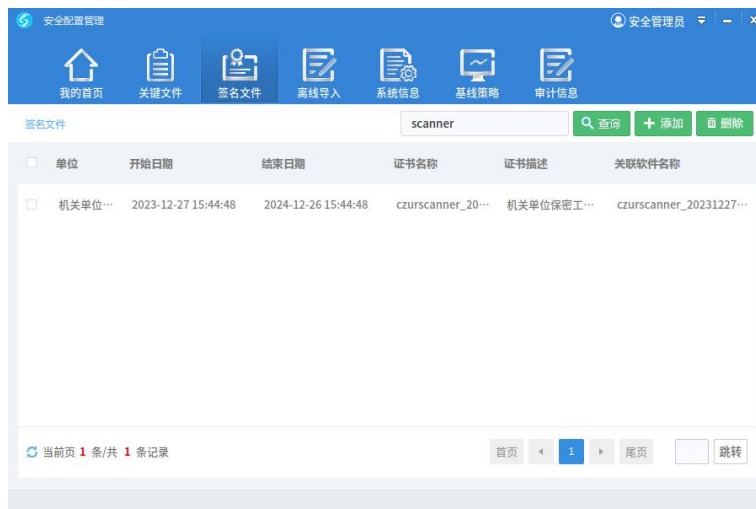 安全配置管理 安全管理员
我的首页 关键文件 签名文件 离线导入 系统信息 基线策略 审计信息
签名文件 scanner 查询 添加 删除
单位 开始日期 结束日期 证书名称 证书描述 关联软件名称
机关单位… 2023-12-27 15:44:48 2024-12-26 15:44:48 czurscanner_20… 机关单位保密工… czurscanner_20231227…
当前页 1 条/共 1 条记录 首页 1 尾页 跳转